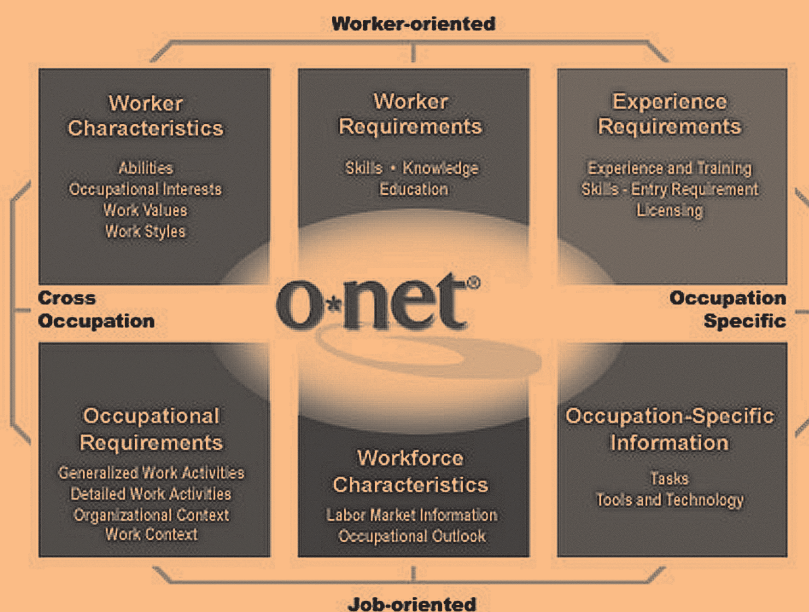 Worker-oriented
Worker
Characteristics
Abilities
Occupational Interests
Work Values
Work Styles
Worker
Requirements
Skills • Knowledge
Education
Experience
Requirements
Experience and Training
Skills - Entry Requirement
Licensing
Cross
Occupation
o*net®
Occupation
Specific
Occupational
Requirements
Generalized Work Activities
Detailed Work Activities
Organizational Context
Work Context
Workforce
Characteristics
Labor Market Information
Occupational Outlook
Occupation-Specific
Information
Tasks
Tools and Technology
Job-oriented